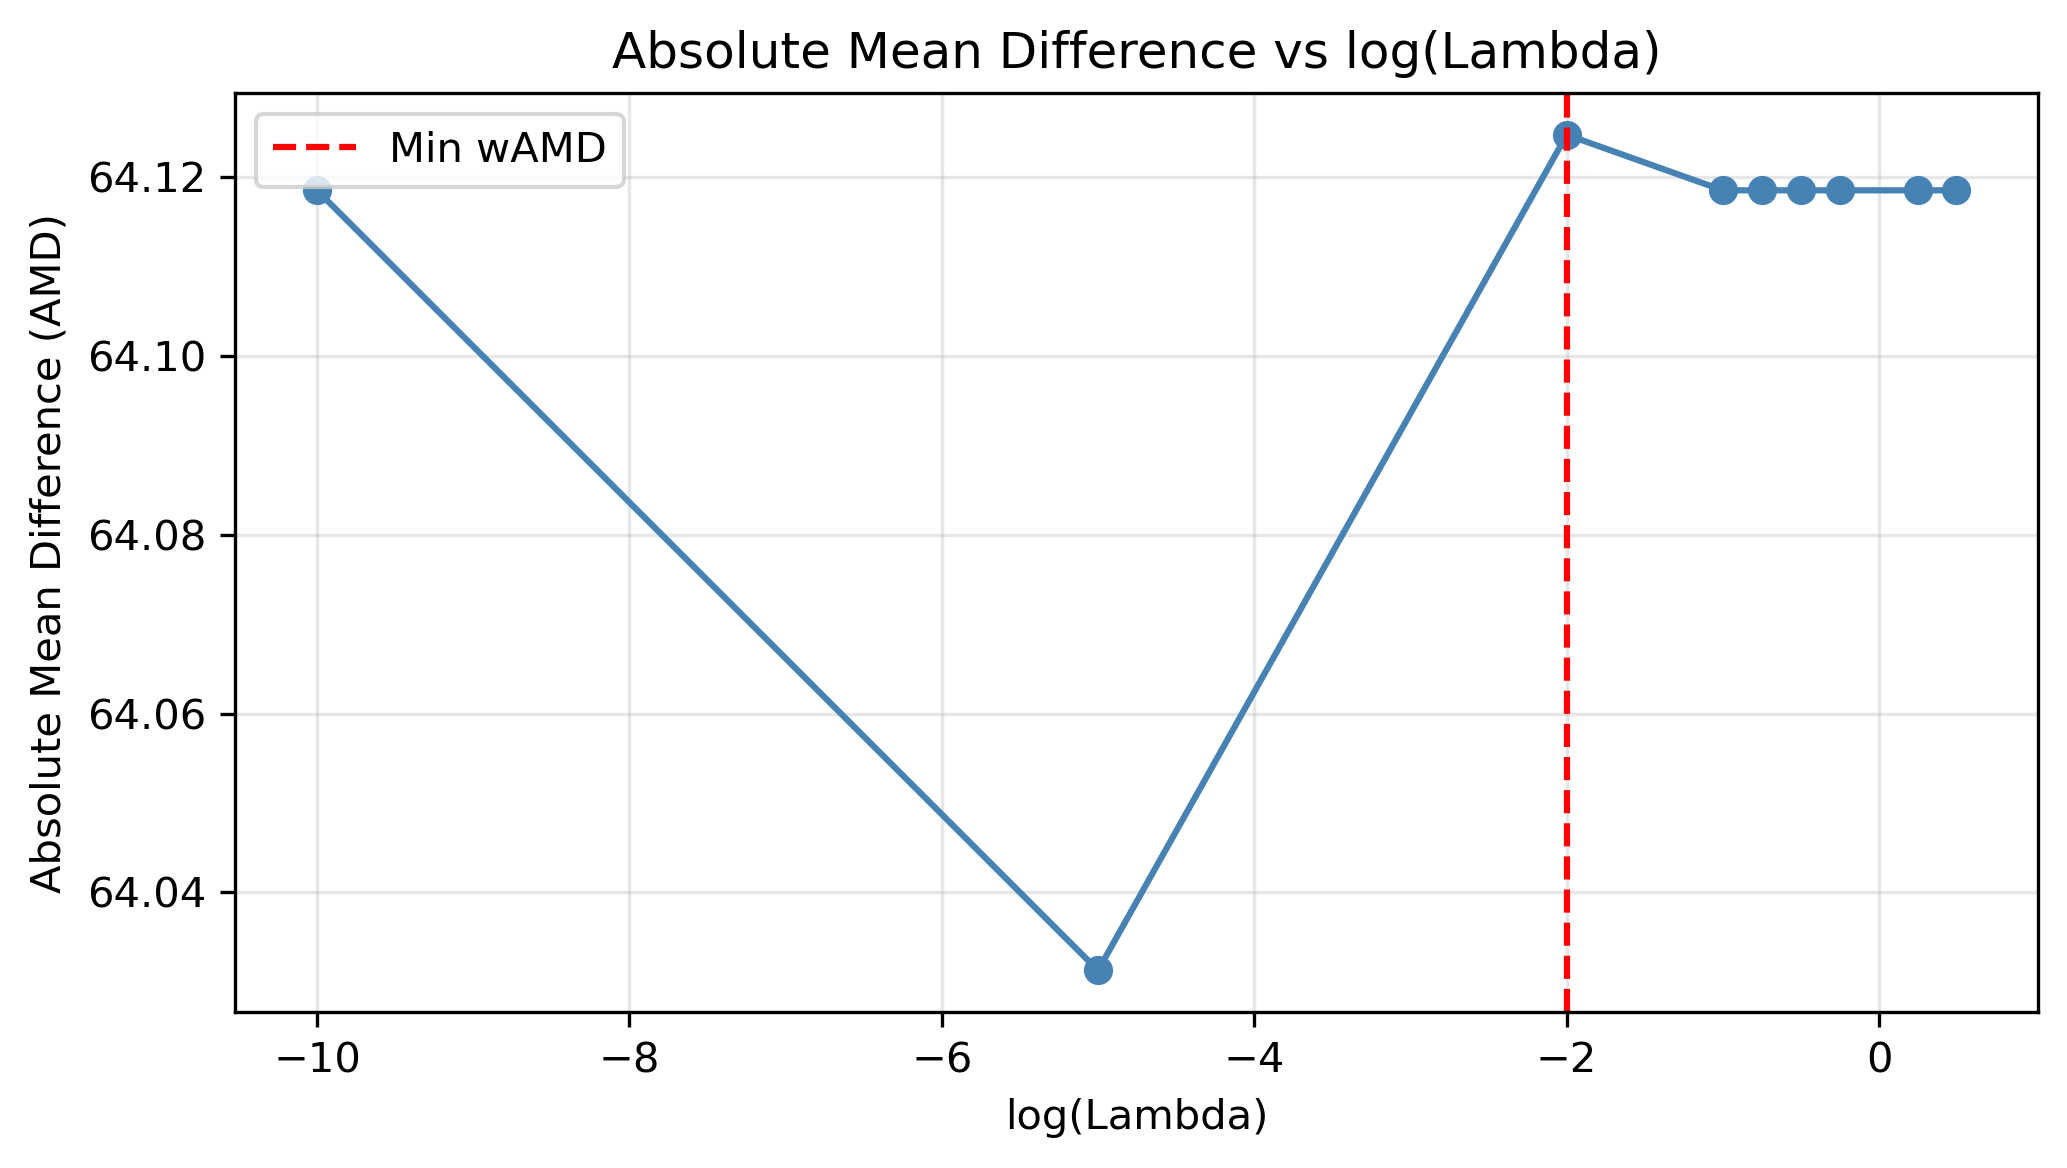 Absolute Mean Difference vs log(Lambda)
Min wAMD
Absolute Mean Difference (AMD)
64.12
64.10
64.08
64.06
64.04
−10
−8
−6
−4
−2
0
log(Lambda)